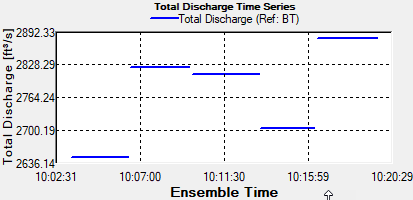 Total Discharge Time Series
Total Discharge (Ref: BT)
Total Discharge [ft³/s]
2892.33
2828.29
2764.24
2700.19
2636.14
10:02:31 10:07:00 10:11:30 10:15:59 10:20:29
Ensemble Time